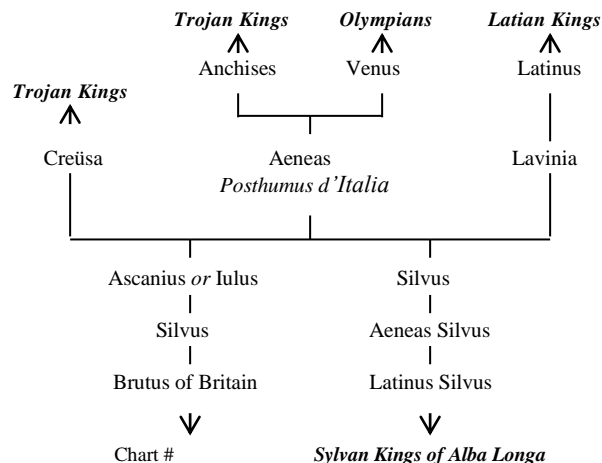 Trojan Kings Olympians Latian Kings
Anchises Venus Latinus
Trojan Kings
Creüsa Aeneas Lavinia
Posthumus d’Italia
Ascanius or Iulus Silvus
Silvus Aeneas Silvus
Brutus of Britain Latinus Silvus
Chart # Sylvan Kings of Alba Longa